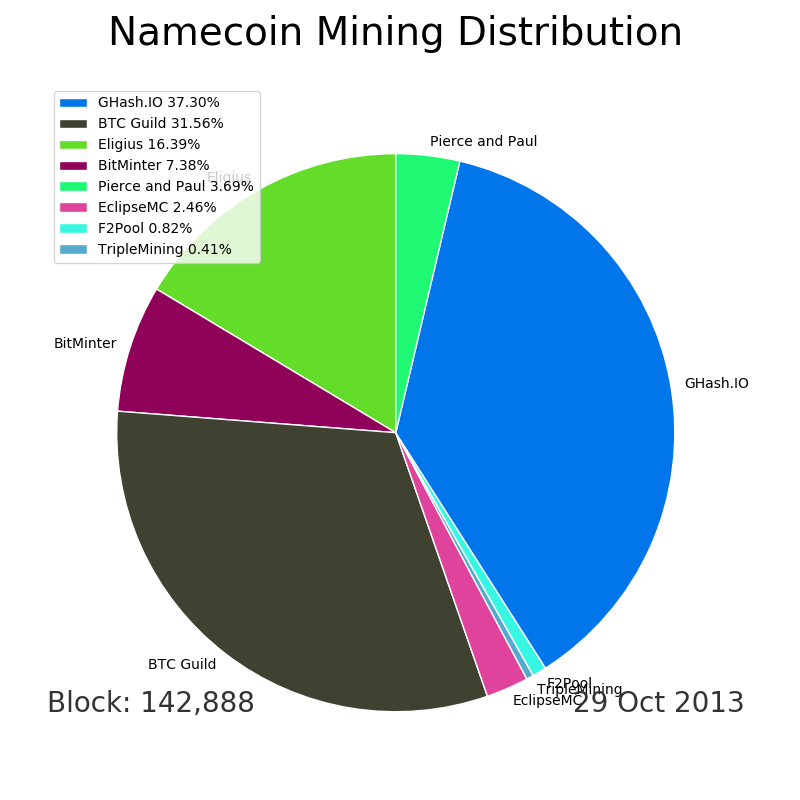 Namecoin Mining Distribution
GHash.IO 37.30%
BTC Guild 31.56%
Eligius 16.39%
BitMinter 7.38%
Pierce and Paul 3.69%
EclipseMC 2.46%
F2Pool 0.82%
TripleMining 0.41%
Pierce and Paul
Eligius
BitMinter
GHash.IO
BTC Guild
F2Pool
TripleMining
EclipseMC
Block: 142,888
29 Oct 2013